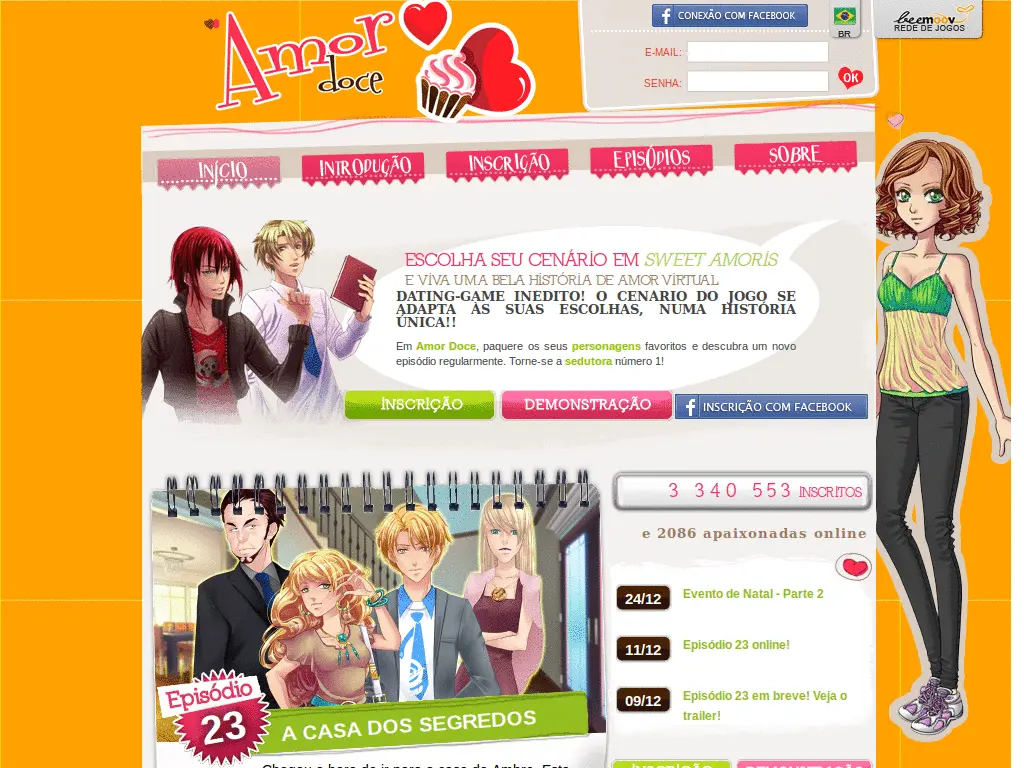 Amor
doce
CONEXÃO COM FACEBOOK
BR
beemoov
REDE DE JOGOS
E-MAIL:
SENHA:
OK
INÍCIO
INTRODUÇÃO
INSCRIÇÃO
EPISÓDIOS
SOBRE
ESCOLHA SEU CENÁRIO EM SWEET AMORIS
E VIVA UMA BELA HISTÓRIA DE AMOR VIRTUAL
DATING-GAME INEDITO! O CENARIO DO JOGO SE
ADAPTA ÀS SUAS ESCOLHAS, NUMA HISTÓRIA
ÚNICA!!
Em Amor Doce, paquere os seus personagens favoritos e descubra um novo
episódio regularmente. Torne-se a sedutora número 1!
INSCRIÇÃO
DEMONSTRAÇÃO
INSCRIÇÃO COM FACEBOOK
3 340 553 INSCRITOS
e 2086 apaixonadas online
24/12
Evento de Natal - Parte 2
11/12
Episódio 23 online!
09/12
Episódio 23 em breve! Veja o
trailer!
Episódio
23
A CASA DOS SEGREDOS
Chegou a hora de ir para a casa da Ambre. Esta
INSCRIÇÃO
DEMONSTRAÇÃO